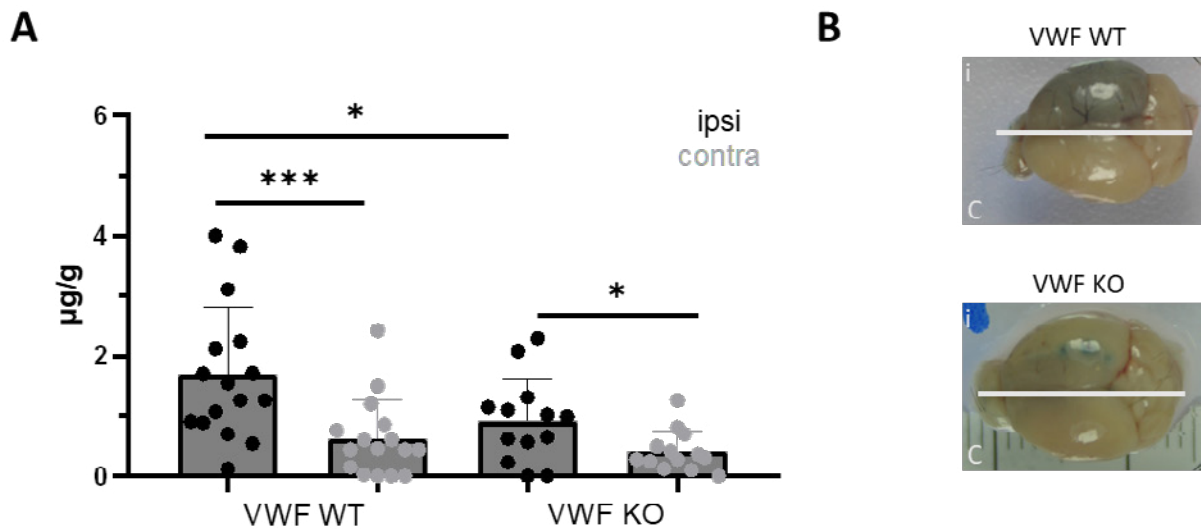 A
B
VWF WT
i
C
6
*
ipsi
contra
***
4
µg/g
*
2
0
VWF WT
VWF KO
VWF KO
i
C